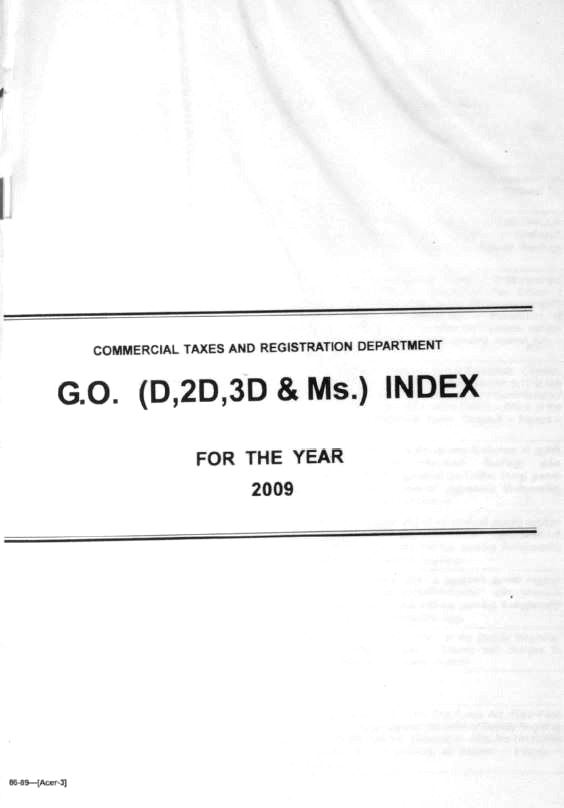 COMMERCIAL TAXES AND REGISTRATION DEPARTMENT
G.O. (D,2D,3D & Ms.) INDEX
FOR THE YEAR
2009
86-89—[Acer-3]